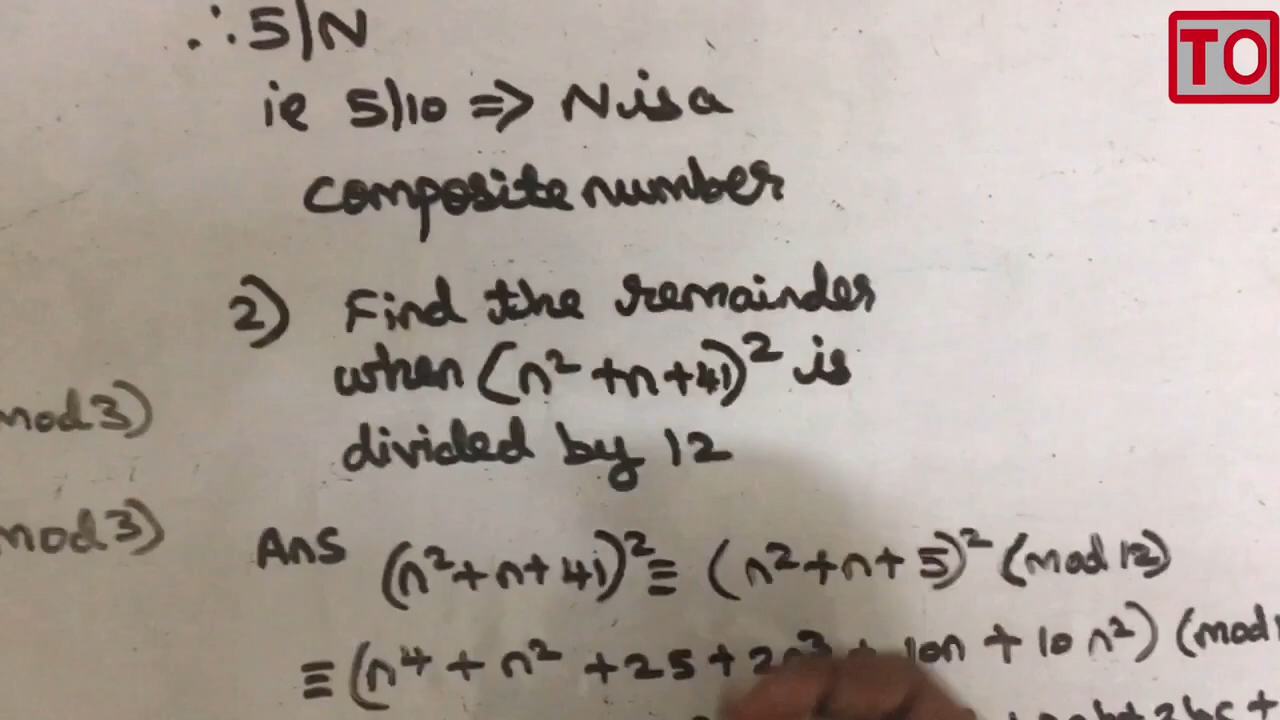 ∴ 5|N
ie 5|10 ⇒ N is a
composite number
2) Find the remainder
when (n² + n + 41)² is
divided by 12
mod 3)
mod 3)
Ans (n² + n + 41)² ≡ (n² + n + 5)² (mod 12)
≡ (n⁴ + n² + 25 + 2n³ + 10n + 10n²) (mod
+ 2bc +
TO